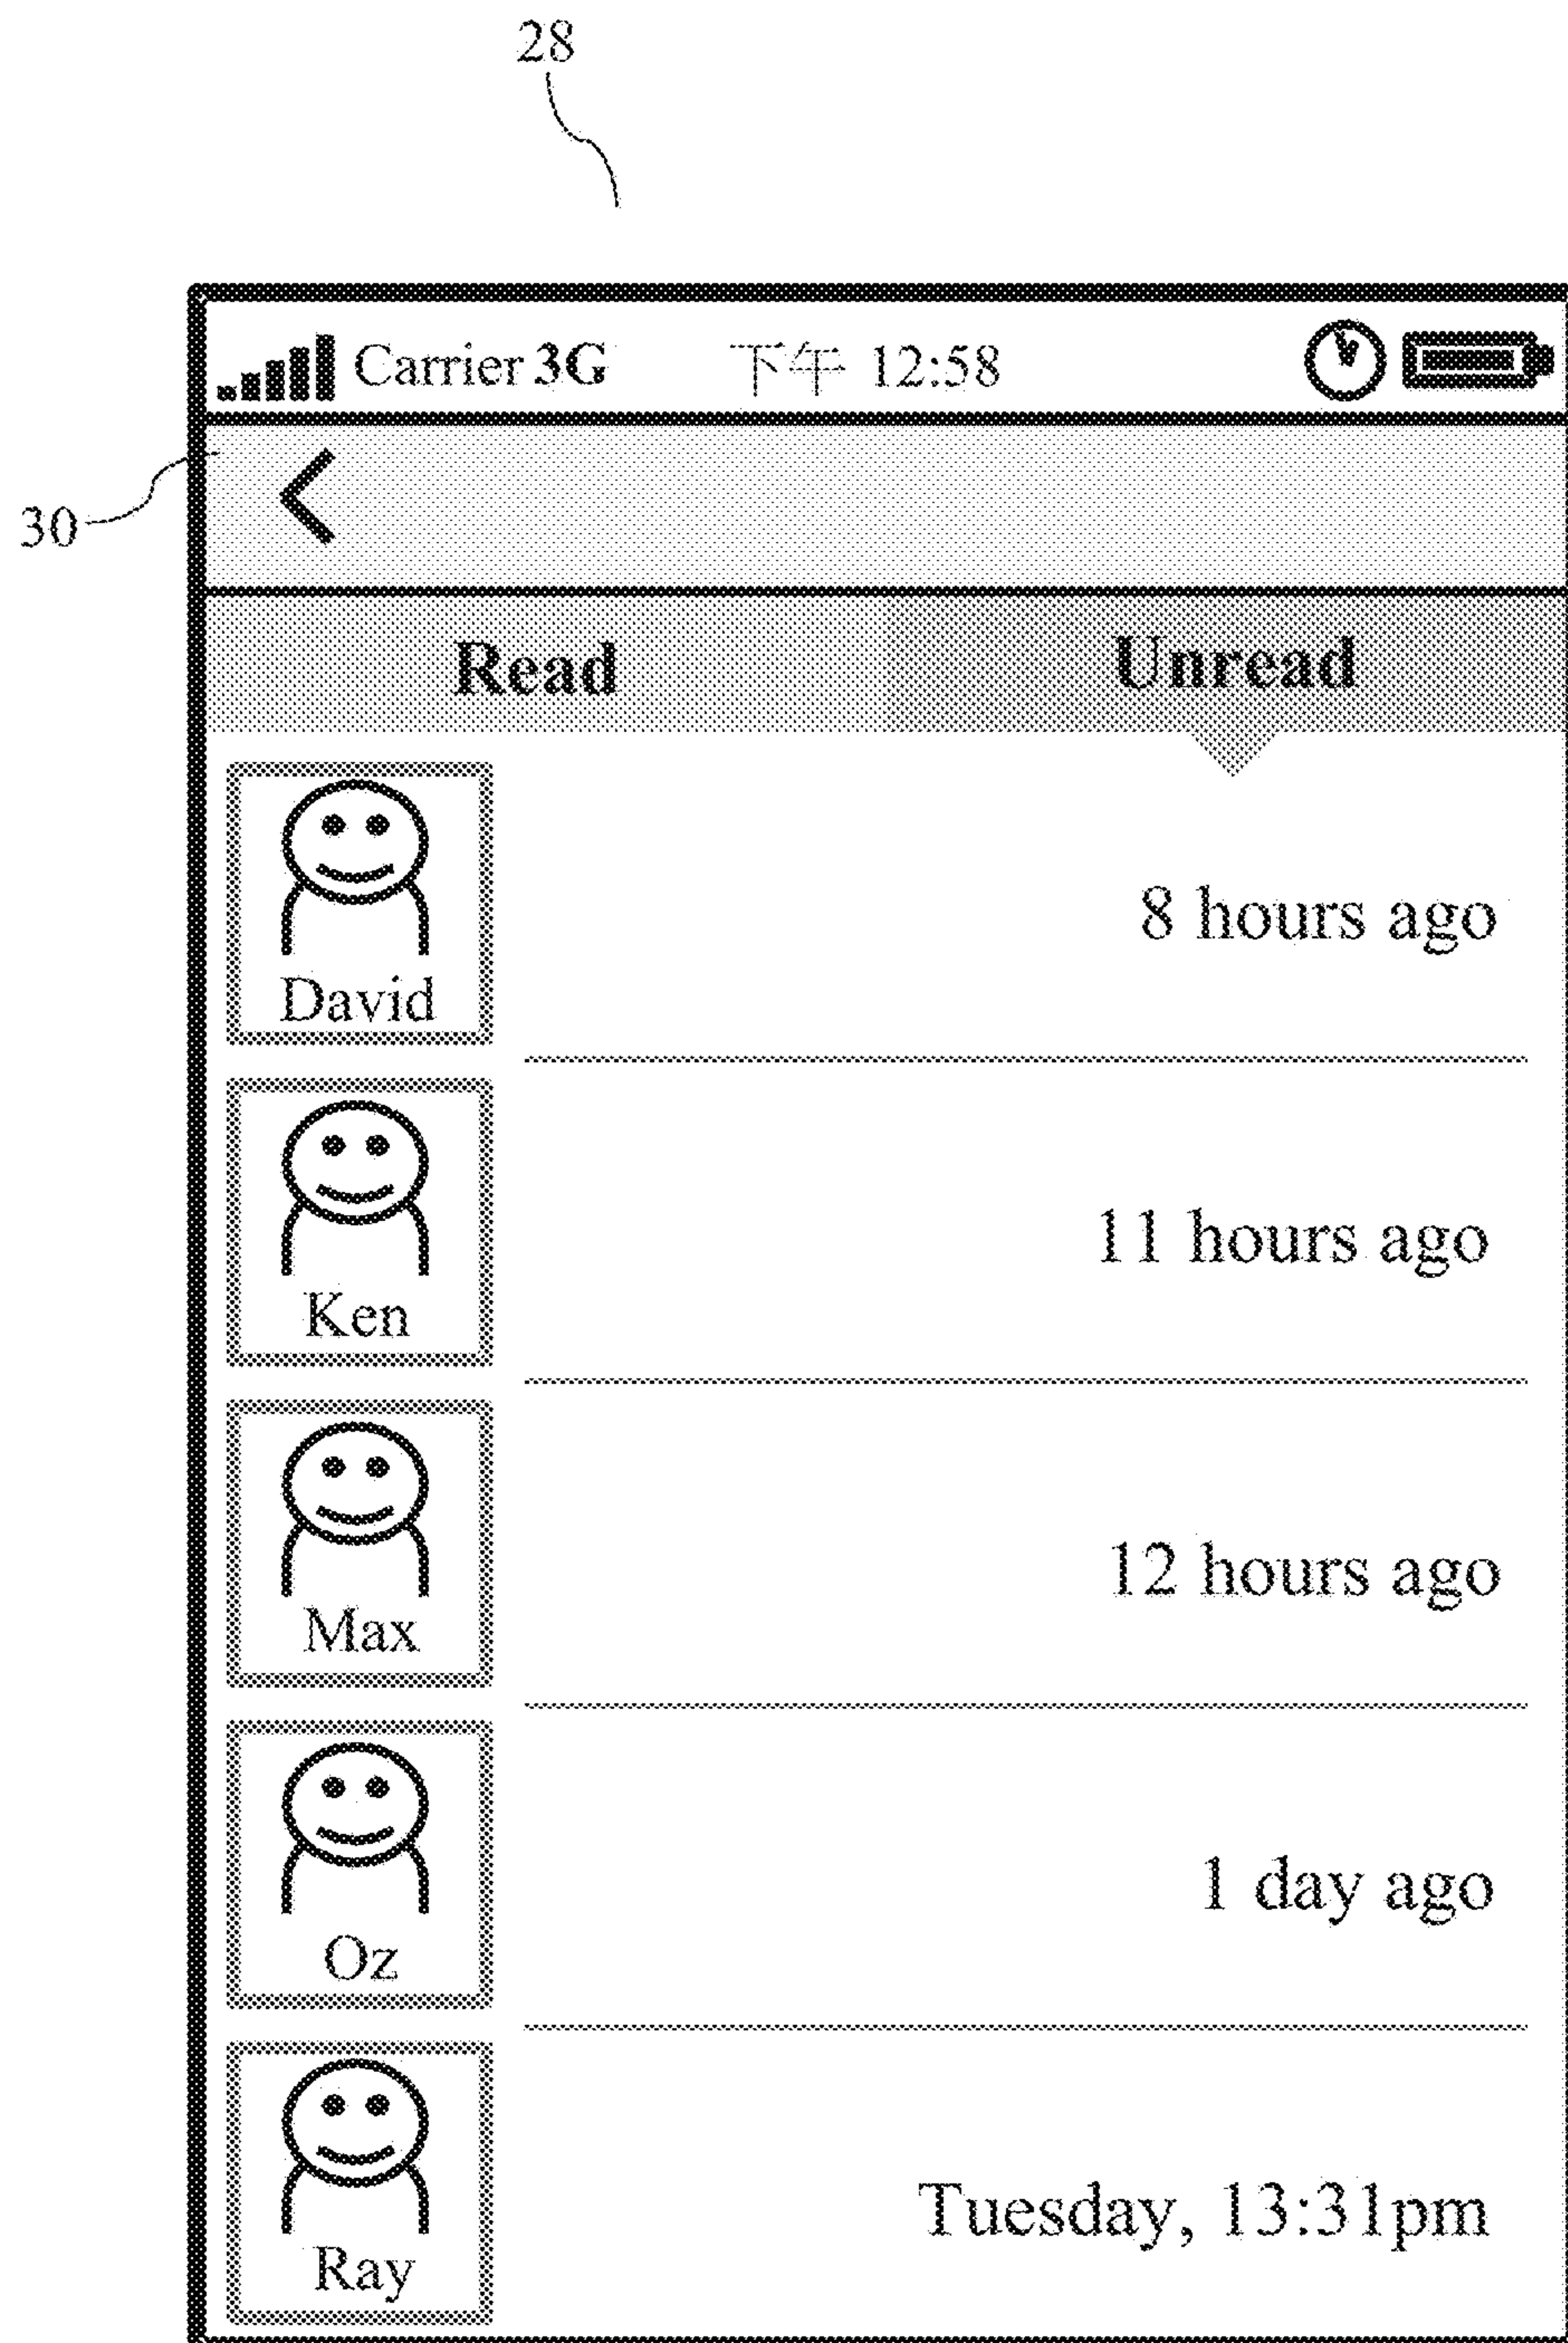 28
Carrier 3G 下午 12:58
30
Read Unread
8 hours ago
David
11 hours ago
Ken
12 hours ago
Max
1 day ago
Oz
Tuesday, 13:31pm
Ray